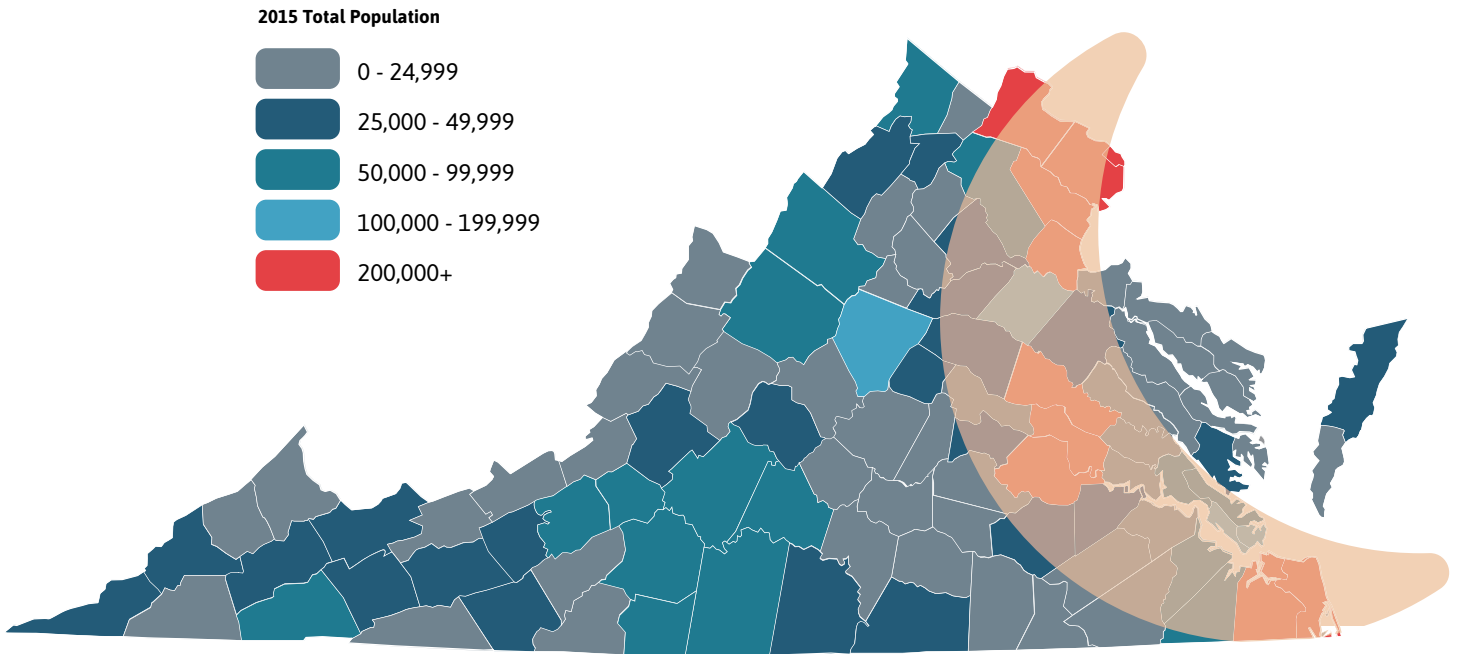 2015 Total Population
0 - 24,999
25,000 - 49,999
50,000 - 99,999
100,000 - 199,999
200,000+